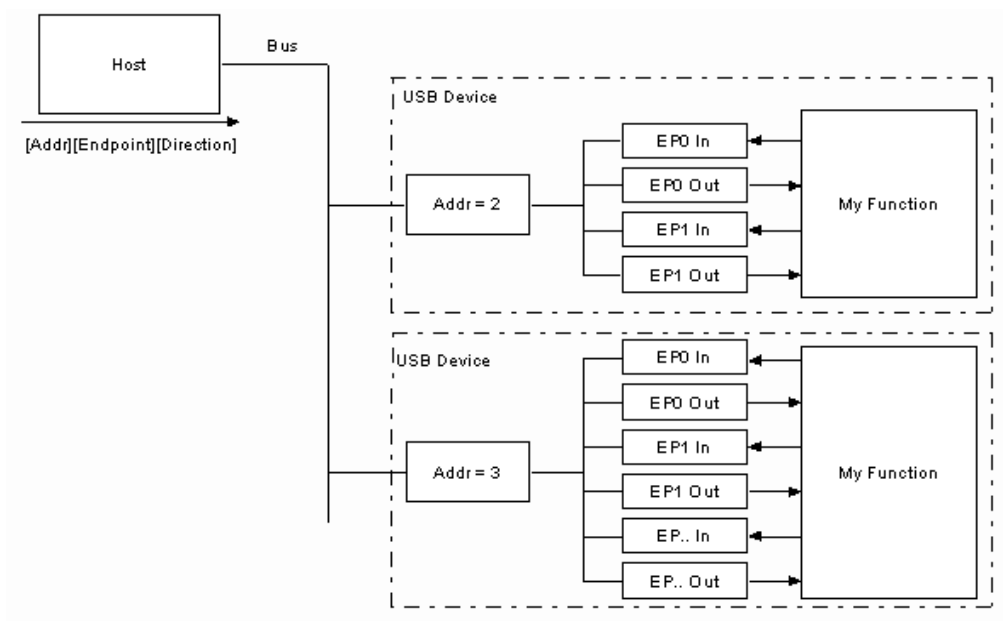 Host
Bus
[Addr][Endpoint][Direction]
USB Device
Addr = 2
EP0 In
EP0 Out
EP1 In
EP1 Out
My Function
USB Device
Addr = 3
EP0 In
EP0 Out
EP1 In
EP1 Out
EP.. In
EP.. Out
My Function